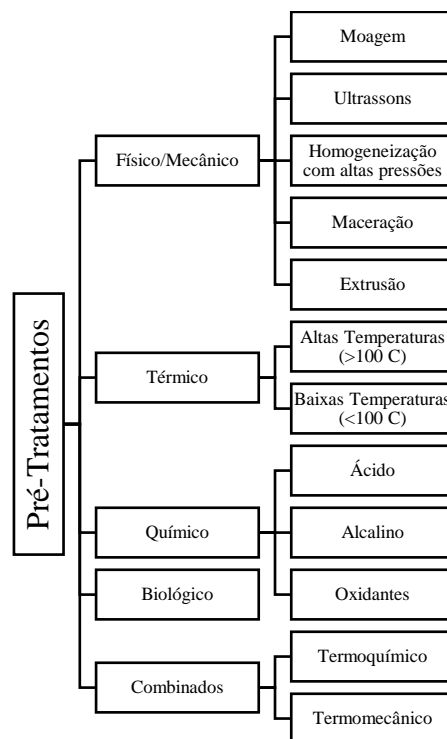 Pré-Tratamentos
Físico/Mecânico
Moagem
Ultrassons
Homogeneização
com altas pressões
Maceração
Extrusão
Térmico
Altas Temperaturas
(>100 C)
Baixas Temperaturas
(<100 C)
Químico
Ácido
Alcalino
Oxidantes
Biológico
Combinados
Termoquímico
Termomecânico